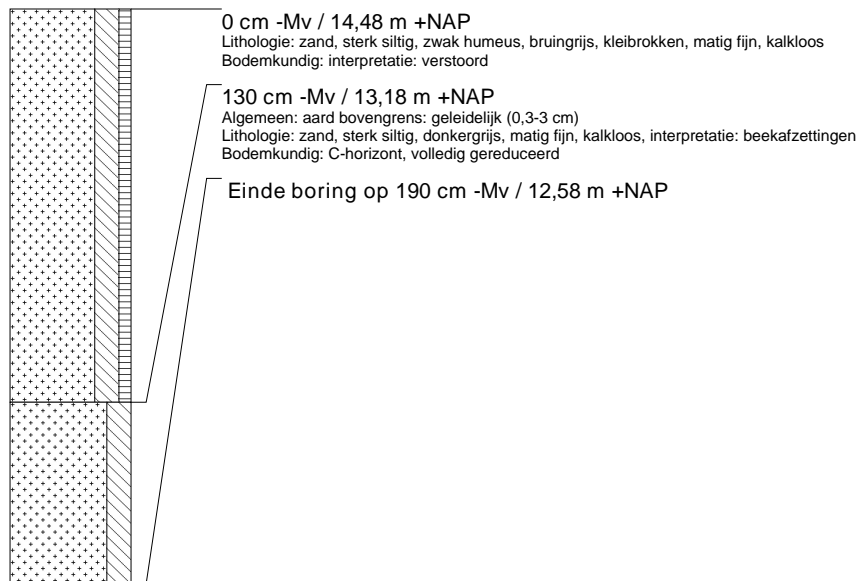 0 cm -Mv / 14,48 m +NAP
Lithologie: zand, sterk siltig, zwak humeus, bruingrijs, kleibrokken, matig fijn, kalkloos
Bodemkundig: interpretatie: verstoord
130 cm -Mv / 13,18 m +NAP
Algemeen: aard bovengrens: geleidelijk (0,3-3 cm)
Lithologie: zand, sterk siltig, donkergrijs, matig fijn, kalkloos, interpretatie: beekafzettingen
Bodemkundig: C-horizont, volledig gereduceerd
Einde boring op 190 cm -Mv / 12,58 m +NAP